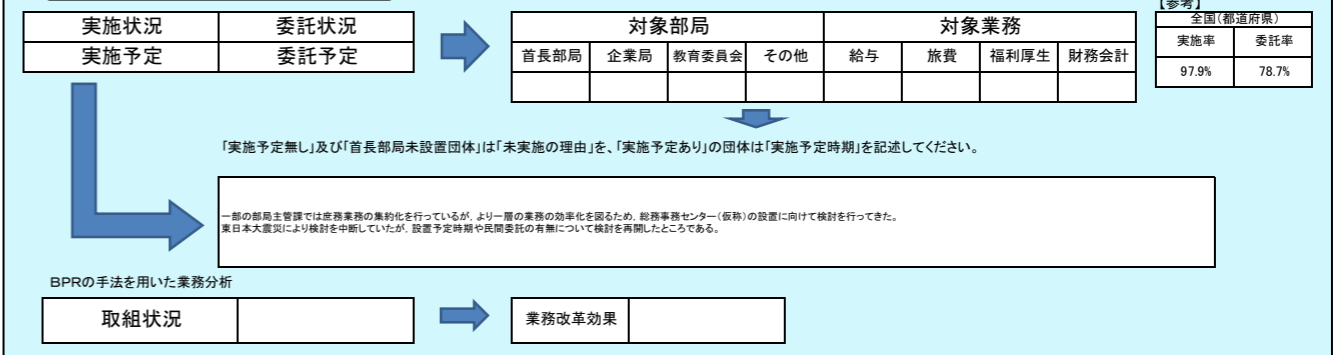 【参考】
実施状況 委託状況 対象部局 対象業務 全国(都道府県)
実施予定 委託予定 首長部局 企業局 教育委員会 その他 給与 旅費 福利厚生 財務会計 実施率 委託率
97.9% 78.7%
「実施予定無し」及び「首長部局未設置団体」は「未実施の理由」を、「実施予定あり」の団体は「実施予定時期」を記述してください。
一部の部局主管課では庶務業務の集約化を行っているが，より一層の業務の効率化を図るため，総務事務センター（仮称）の設置に向けて検討を行ってきた。
東日本大震災により検討を中断していたが，設置予定時期や民間委託の有無について検討を再開したところである。
BPRの手法を用いた業務分析
取組状況 業務改革効果